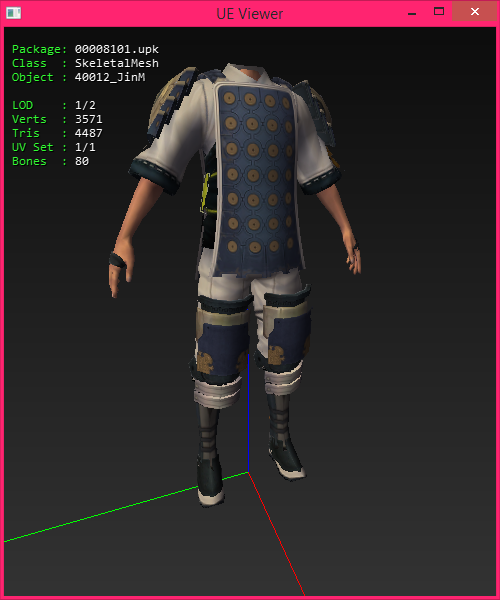 UE Viewer
Package: 00008101.upk
Class  : SkeletalMesh
Object : 40012_JinM
LOD    : 1/2
Verts  : 3571
Tris   : 4487
UV Set : 1/1
Bones  : 80